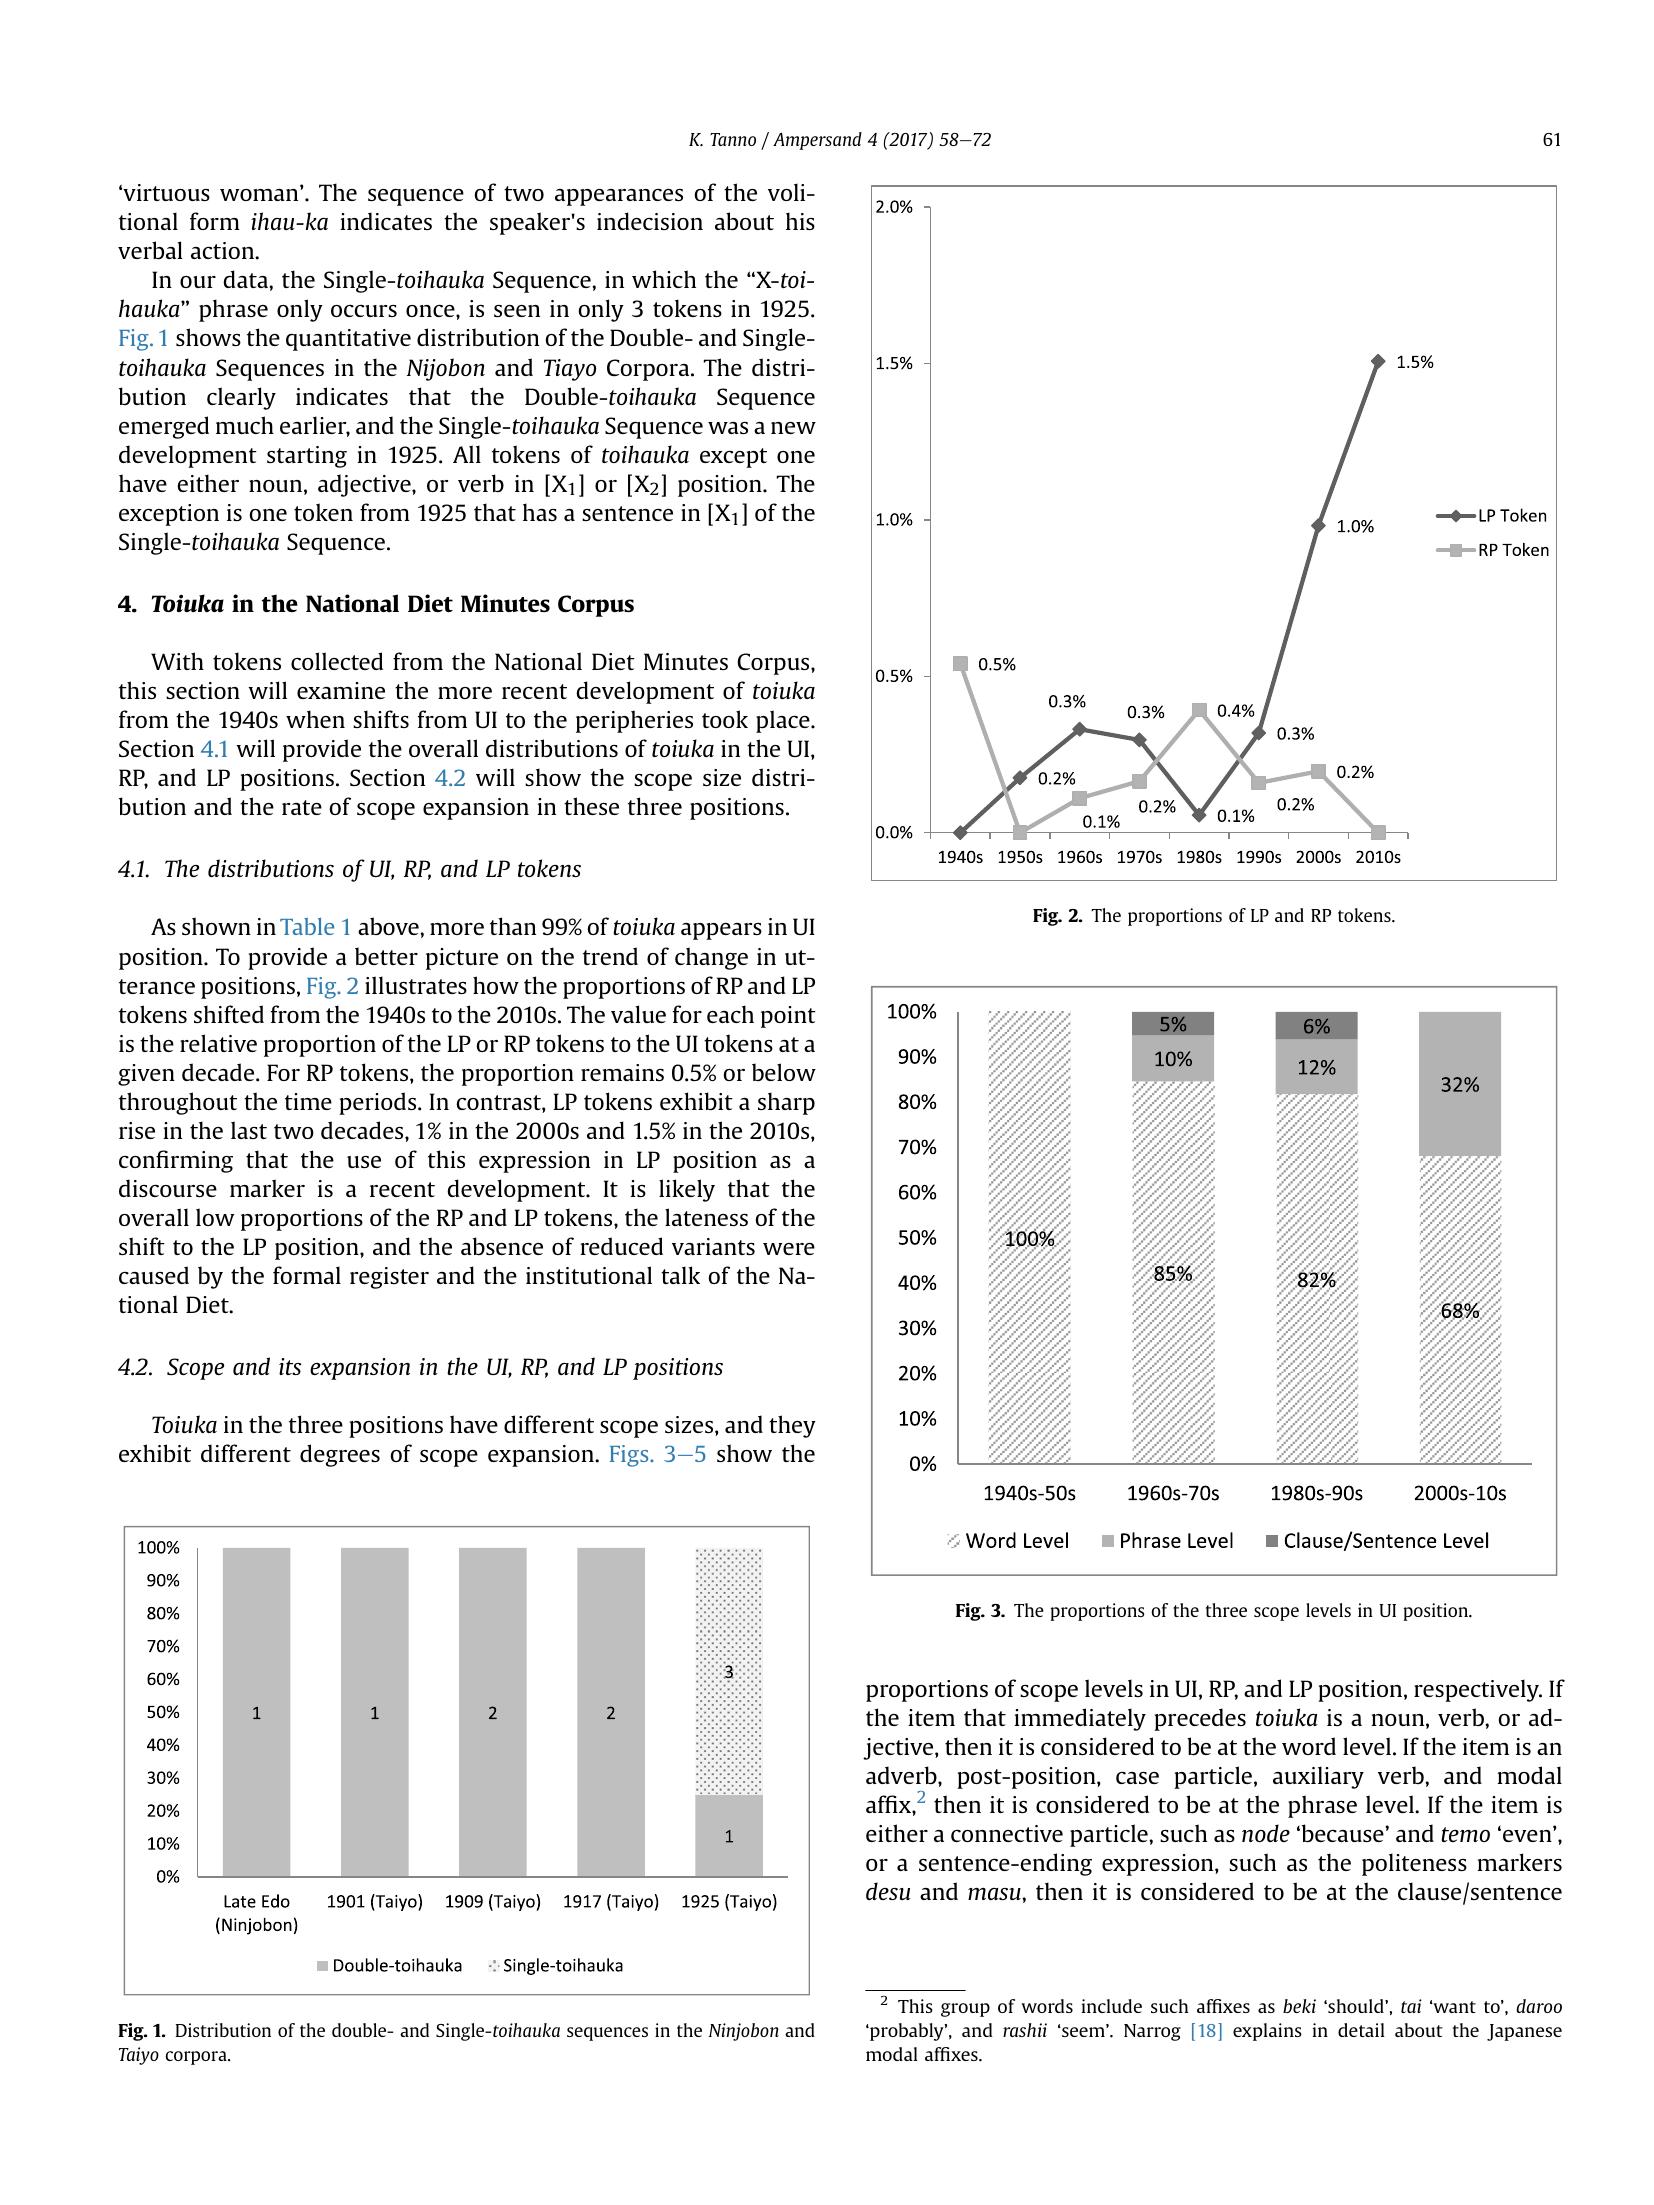 K. Tanno / Ampersand 4 (2017) 58–72
61
‘virtuous woman’. The sequence of two appearances of the voli-
tional form ihau-ka indicates the speaker's indecision about his
verbal action.
In our data, the Single-toihauka Sequence, in which the “X-toi-
hauka” phrase only occurs once, is seen in only 3 tokens in 1925.
Fig. 1 shows the quantitative distribution of the Double- and Single-
toihauka Sequences in the Nijobon and Tiayo Corpora. The distri-
bution clearly indicates that the Double-toihauka Sequence
emerged much earlier, and the Single-toihauka Sequence was a new
development starting in 1925. All tokens of toihauka except one
have either noun, adjective, or verb in [X1] or [X2] position. The
exception is one token from 1925 that has a sentence in [X1] of the
Single-toihauka Sequence.
4. Toiuka in the National Diet Minutes Corpus
With tokens collected from the National Diet Minutes Corpus,
this section will examine the more recent development of toiuka
from the 1940s when shifts from UI to the peripheries took place.
Section 4.1 will provide the overall distributions of toiuka in the UI,
RP, and LP positions. Section 4.2 will show the scope size distri-
bution and the rate of scope expansion in these three positions.
4.1. The distributions of UI, RP, and LP tokens
As shown in Table 1 above, more than 99% of toiuka appears in UI
position. To provide a better picture on the trend of change in ut-
terance positions, Fig. 2 illustrates how the proportions of RP and LP
tokens shifted from the 1940s to the 2010s. The value for each point
is the relative proportion of the LP or RP tokens to the UI tokens at a
given decade. For RP tokens, the proportion remains 0.5% or below
throughout the time periods. In contrast, LP tokens exhibit a sharp
rise in the last two decades, 1% in the 2000s and 1.5% in the 2010s,
confirming that the use of this expression in LP position as a
discourse marker is a recent development. It is likely that the
overall low proportions of the RP and LP tokens, the lateness of the
shift to the LP position, and the absence of reduced variants were
caused by the formal register and the institutional talk of the Na-
tional Diet.
4.2. Scope and its expansion in the UI, RP, and LP positions
Toiuka in the three positions have different scope sizes, and they
exhibit different degrees of scope expansion. Figs. 3–5 show the
100%
90%
80%
70%
60%
50%
40%
30%
20%
10%
0%
1
1
2
2
3
1
Late Edo
(Ninjobon)
1901 (Taiyo)
1909 (Taiyo)
1917 (Taiyo)
1925 (Taiyo)
Double-toihauka
Single-toihauka
Fig. 1. Distribution of the double- and Single-toihauka sequences in the Ninjobon and
Taiyo corpora.
2.0%
1.5%
1.0%
0.5%
0.0%
1.5%
1.0%
0.5%
0.3%
0.3%
0.4%
0.3%
0.2%
0.2%
0.2%
0.1%
0.1%
0.2%
1940s 1950s 1960s 1970s 1980s 1990s 2000s 2010s
LP Token
RP Token
Fig. 2. The proportions of LP and RP tokens.
100%
90%
80%
70%
60%
50%
40%
30%
20%
10%
0%
100%
5%
10%
85%
6%
12%
82%
32%
68%
1940s-50s
1960s-70s
1980s-90s
2000s-10s
Word Level
Phrase Level
Clause/Sentence Level
Fig. 3. The proportions of the three scope levels in UI position.
proportions of scope levels in UI, RP, and LP position, respectively. If
the item that immediately precedes toiuka is a noun, verb, or ad-
jective, then it is considered to be at the word level. If the item is an
adverb, post-position, case particle, auxiliary verb, and modal
affix,2 then it is considered to be at the phrase level. If the item is
either a connective particle, such as node ‘because’ and temo ‘even’,
or a sentence-ending expression, such as the politeness markers
desu and masu, then it is considered to be at the clause/sentence
2 This group of words include such affixes as beki ‘should’, tai ‘want to’, daroo
‘probably’, and rashii ‘seem’. Narrog [18] explains in detail about the Japanese
modal affixes.